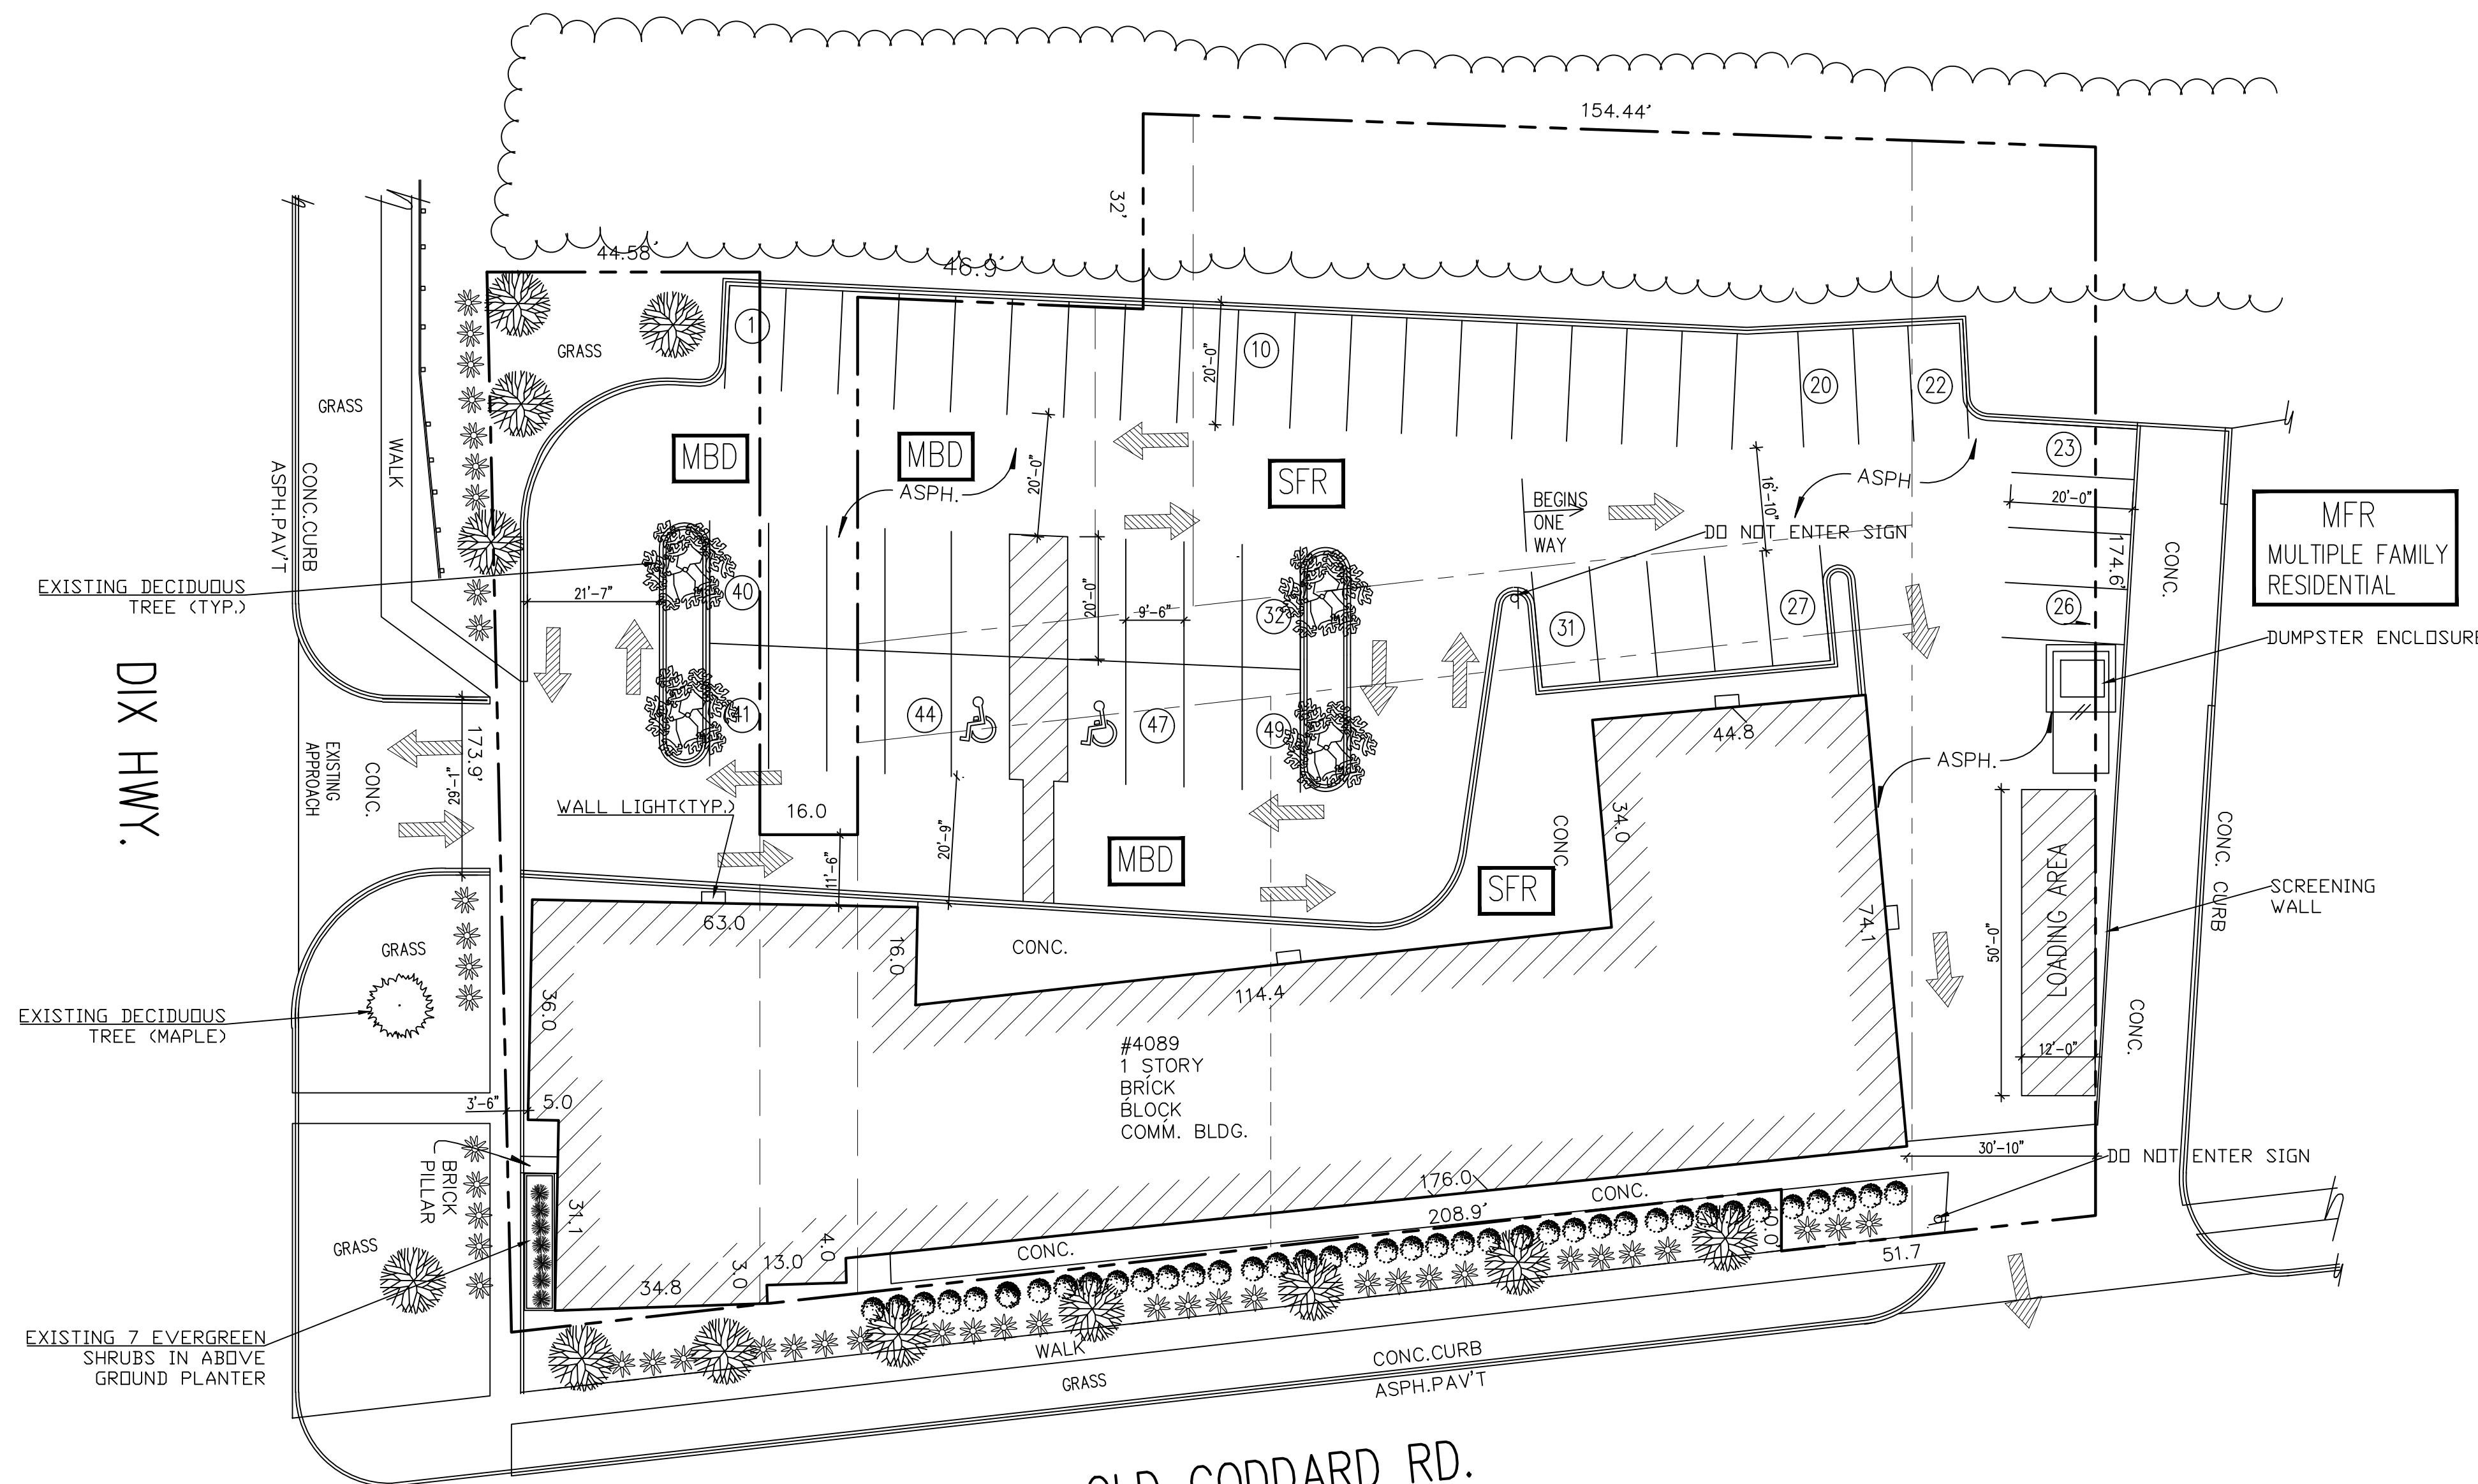 154.44'
32'
44.58'
46.9'
1
10
20
22
GRASS
20'-0"
GRASS
WALK
CONC.CURB
ASPH.PAV'T
MBD
MBD
ASPH.
20'-0"
SFR
BEGINS
ONE
WAY
16'-10"
ASPH
DO NOT ENTER SIGN
23
20'-0"
174.6'
26
CONC.
MFR
MULTIPLE FAMILY
RESIDENTIAL
DUMPSTER ENCLOSURE
EXISTING DECIDUOUS
TREE (TYP.)
21'-7"
40
41
44
20'-0"
9'-6"
47
32
49
31
27
DIX HWY.
EXISTING
APPROACH
CONC.
173.9'
29'-1"
WALL LIGHT(TYP.)
16.0
11'-6"
20'-9"
MBD
CONC
SFR
44.8
34.0
74.1
ASPH.
50'-0"
LOADING AREA
12'-0"
CONC. CURB
CONC.
SCREENING
WALL
63.0
16.0
CONC.
114.4
GRASS
36.0
EXISTING DECIDUOUS
TREE (MAPLE)
#4089
1 STORY
BRICK
BLOCK
COMM. BLDG.
3'-6"
5.0
BRICK
PILLAR
31.1
GRASS
EXISTING 7 EVERGREEN
SHRUBS IN ABOVE
GROUND PLANTER
34.8
3.0
13.0
4.0
CONC.
176.0
208.9'
CONC.
10.0'
30'-10"
DO NOT ENTER SIGN
51.7
WALK
GRASS
CONC.CURB
ASPH.PAV'T
OLD GODDARD RD.